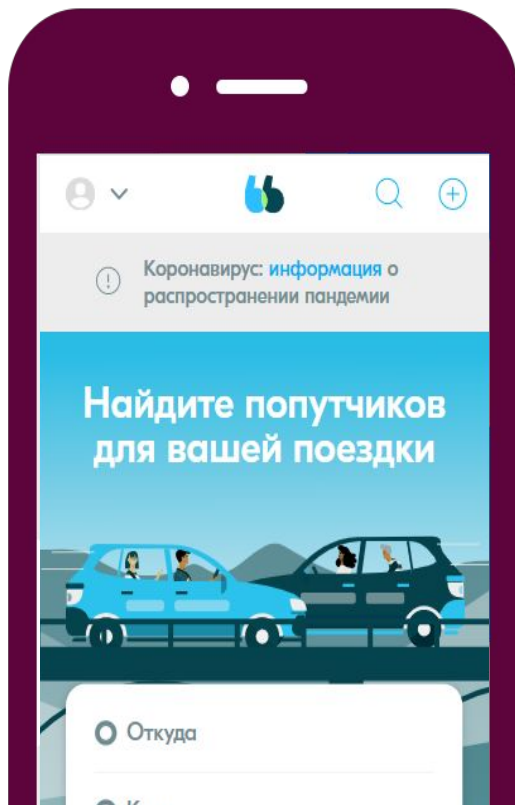 Коронавирус: информация о
распространении пандемии
Найдите попутчиков
для вашей поездки
Откуда